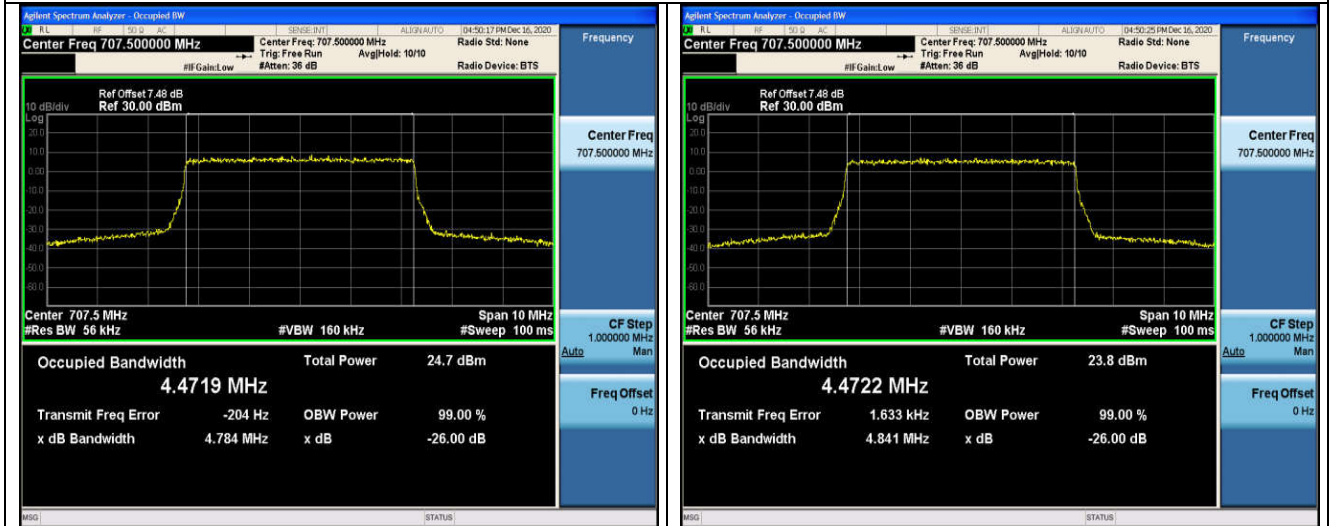 Agilent Spectrum Analyzer - Occupied BW
RL RF 50 Ω AC SENSE:INT ALIGN AUTO 04:50:17 PM Dec 16, 2020
Center Freq 707.500000 MHz
Center Freq: 707.500000 MHz Radio Std: None
Trig: Free Run Avg|Hold: 10/10
#IFGain:Low #Atten: 36 dB Radio Device: BTS
Ref Offset 7.48 dB
10 dB/div Ref 30.00 dBm
Log
20.0
10.0
0.00
-10.0
-20.0
-30.0
-40.0
-50.0
-60.0
Center 707.5 MHz Span 10 MHz
#Res BW 56 kHz #VBW 160 kHz #Sweep 100 ms
Occupied Bandwidth Total Power 24.7 dBm
4.4719 MHz
Transmit Freq Error -204 Hz OBW Power 99.00 %
x dB Bandwidth 4.784 MHz x dB -26.00 dB
MSG STATUS
Frequency
Center Freq
707.500000 MHz
CF Step
1.000000 MHz
Auto Man
Freq Offset
0 Hz
Agilent Spectrum Analyzer - Occupied BW
RL RF 50 Ω AC SENSE:INT ALIGN AUTO 04:50:25 PM Dec 16, 2020
Center Freq 707.500000 MHz
Center Freq: 707.500000 MHz Radio Std: None
Trig: Free Run Avg|Hold: 10/10
#IFGain:Low #Atten: 36 dB Radio Device: BTS
Ref Offset 7.48 dB
10 dB/div Ref 30.00 dBm
Log
20.0
10.0
0.00
-10.0
-20.0
-30.0
-40.0
-50.0
-60.0
Center 707.5 MHz Span 10 MHz
#Res BW 56 kHz #VBW 160 kHz #Sweep 100 ms
Occupied Bandwidth Total Power 23.8 dBm
4.4722 MHz
Transmit Freq Error 1.633 kHz OBW Power 99.00 %
x dB Bandwidth 4.841 MHz x dB -26.00 dB
MSG STATUS
Frequency
Center Freq
707.500000 MHz
CF Step
1.000000 MHz
Auto Man
Freq Offset
0 Hz